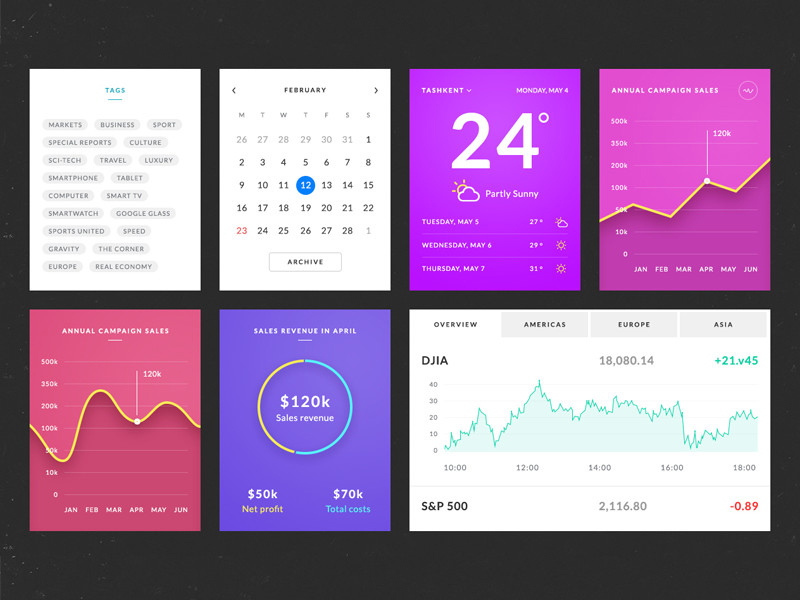 TAGS
MARKETS BUSINESS SPORT
SPECIAL REPORTS CULTURE
SCI-TECH TRAVEL LUXURY
SMARTPHONE TABLET
COMPUTER SMART TV
SMARTWATCH GOOGLE GLASS
SPORTS UNITED SPEED
GRAVITY THE CORNER
EUROPE REAL ECONOMY
FEBRUARY
M T W T F S S
26 27 28 29 30 31 1
2 3 4 5 6 7 8
9 10 11 12 13 14 15
16 17 18 19 20 21 22
23 24 25 26 27 28 1
ARCHIVE
TASHKENT MONDAY, MAY 4
24°
Partly Sunny
TUESDAY, MAY 5 27°
WEDNESDAY, MAY 6 29°
THURSDAY, MAY 7 31°
ANNUAL CAMPAIGN SALES
500k
350k
120k
200k
100k
50k
10k
0
JAN FEB MAR APR MAY JUN
ANNUAL CAMPAIGN SALES
500k
350k
120k
200k
100k
50k
10k
0
JAN FEB MAR APR MAY JUN
SALES REVENUE IN APRIL
$120k
Sales revenue
$50k $70k
Net profit Total costs
OVERVIEW AMERICAS EUROPE ASIA
DJIA 18,080.14 +21.v45
40
30
20
10
0
10:00 12:00 14:00 16:00 18:00
S&P 500 2,116.80 -0.89